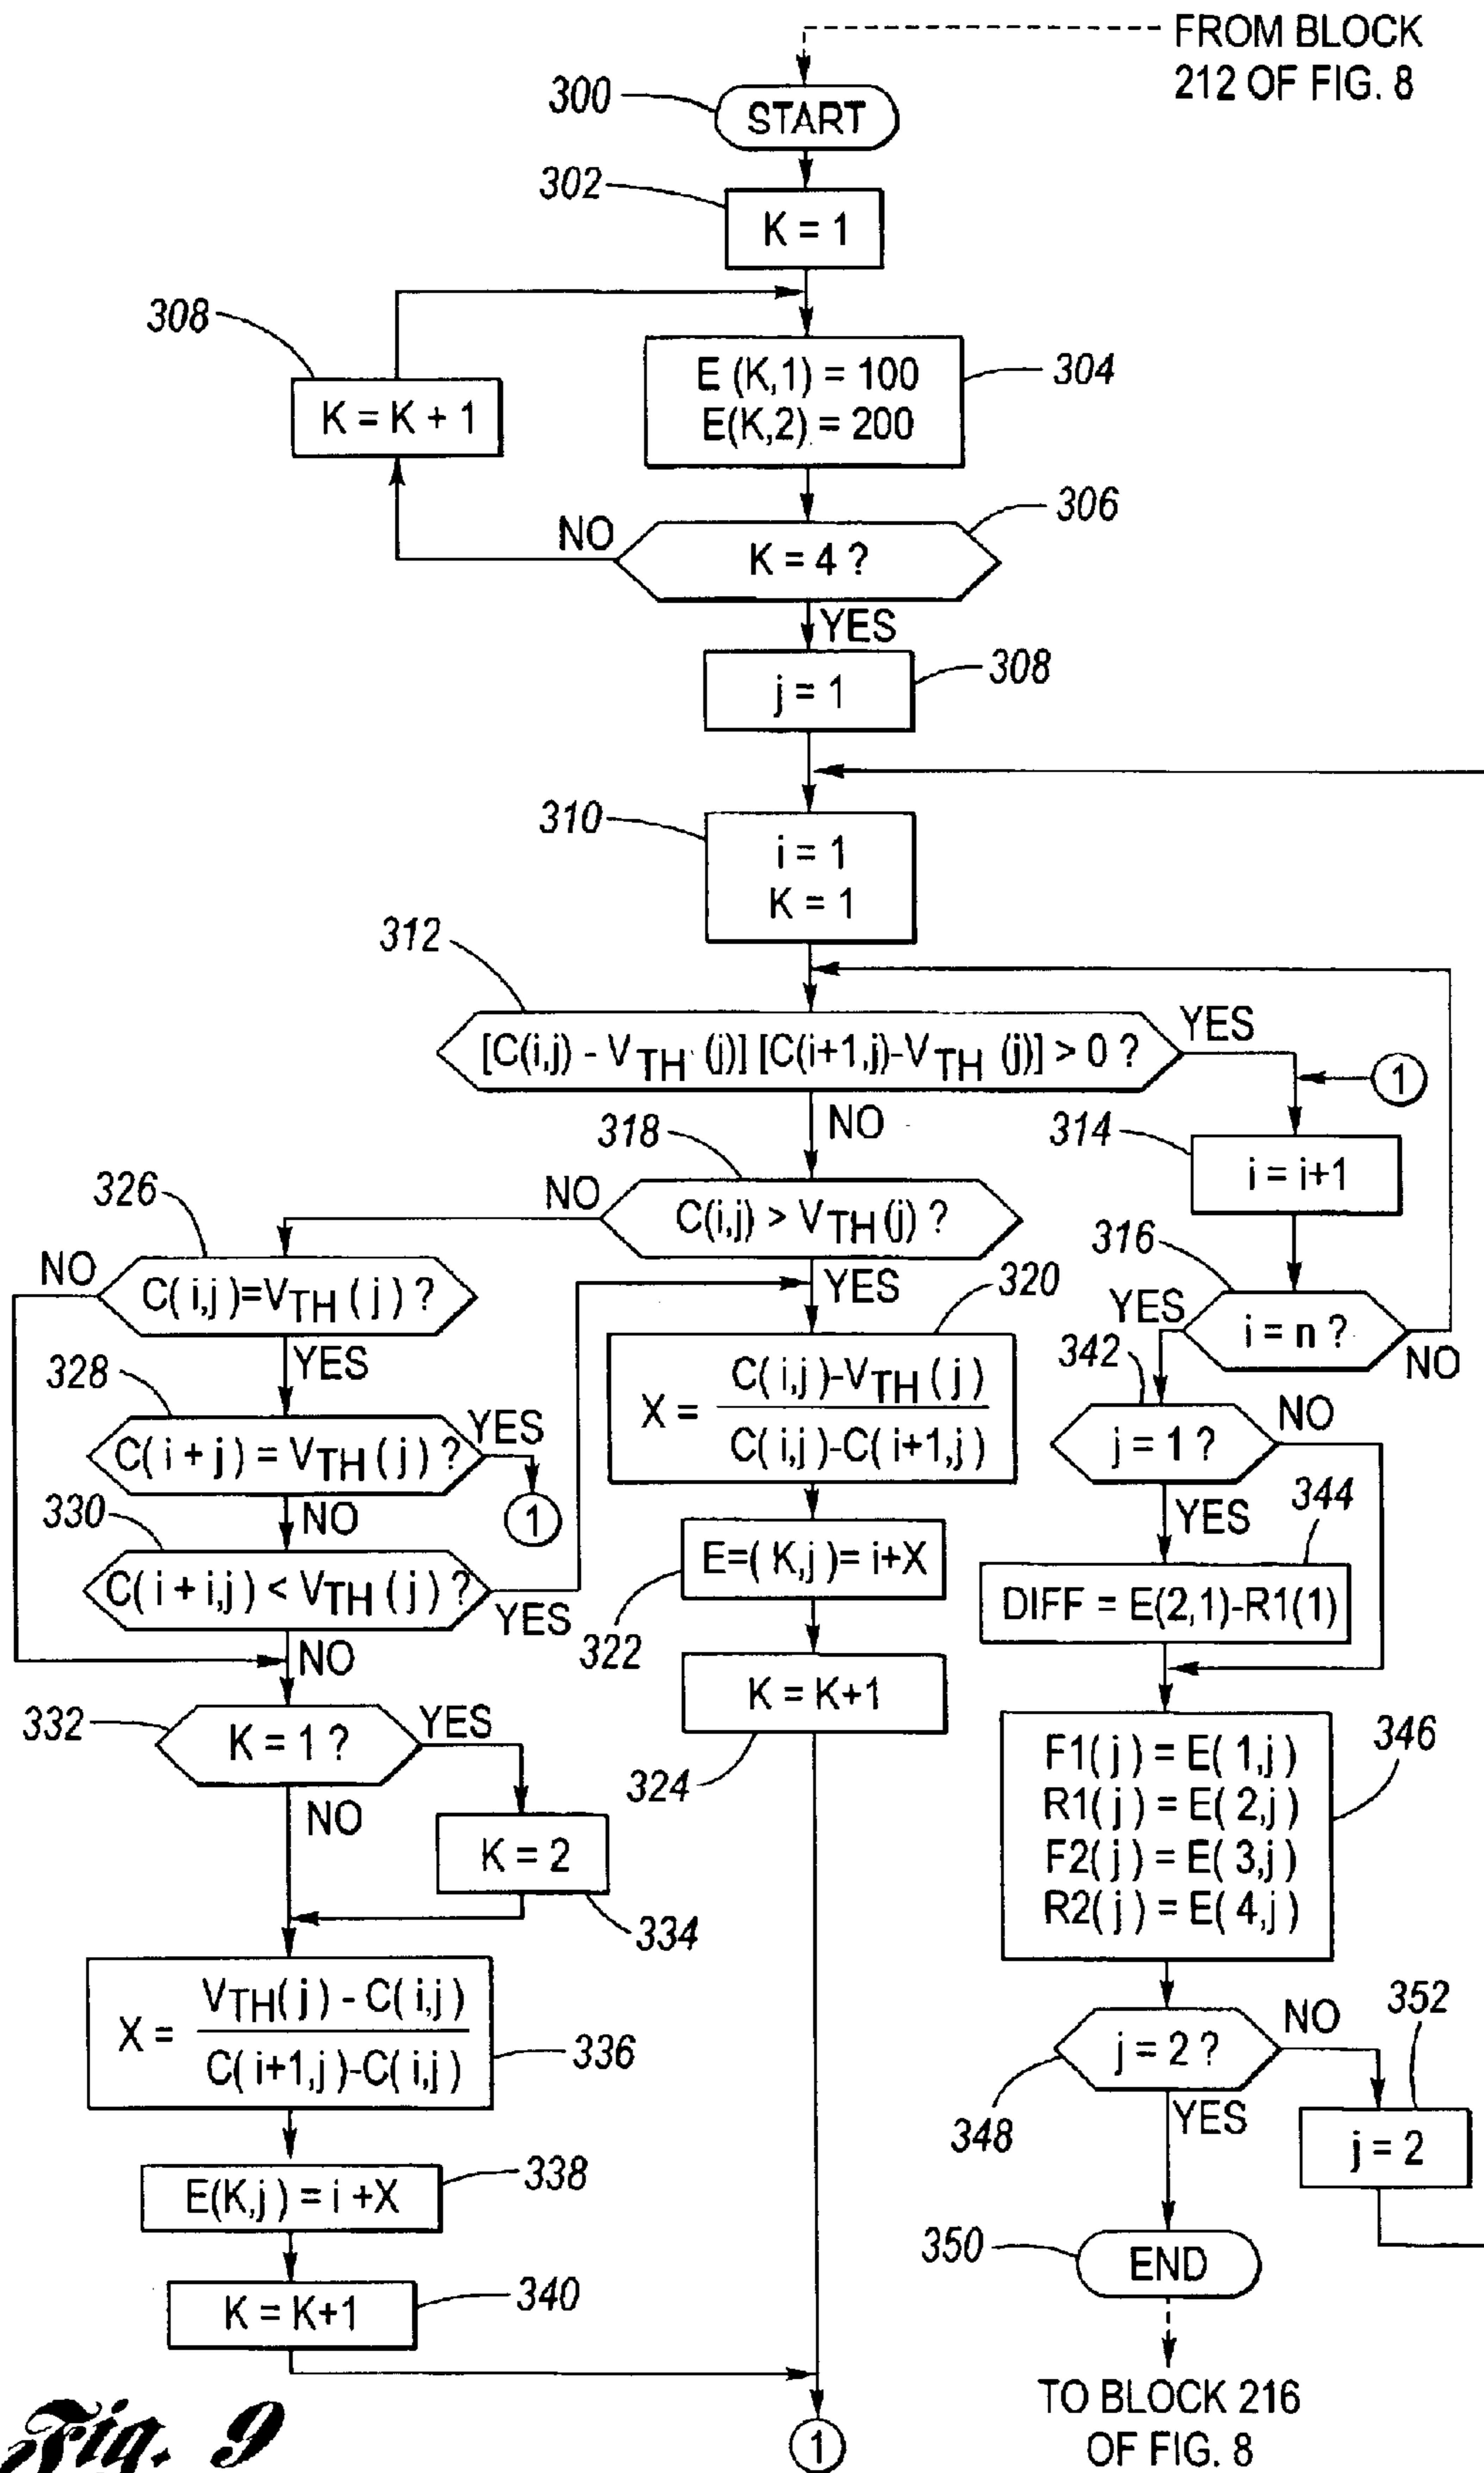 FROM BLOCK
212 OF FIG. 8
300
START
302
K = 1
308
K = K + 1
E (K,1) = 100
E(K,2) = 200
304
306
NO
K = 4 ?
YES
308
j = 1
310
i = 1
K = 1
312
[C(i,j) - VTH (j)] [C(i+1,j)-VTH (j)] > 0 ?
YES
1
NO
314
i = i+1
318
C(i,j) > VTH (j) ?
NO
YES
316
i = n ?
YES
NO
326
NO
C( i,j)=VTH ( j ) ?
YES
328
C( i + j) = VTH ( j ) ?
YES
1
NO
330
C( i + i,j) < VTH ( j ) ?
YES
NO
320
X = C( i,j )-VTH ( j )
C( i,j)-C( i+1,j)
E=( K,j )= i+X
322
K = K+1
324
342
j = 1 ?
NO
YES
344
DIFF = E(2,1)-R1(1)
332
K = 1 ?
YES
NO
K = 2
334
346
F1( j ) = E( 1,j )
R1( j ) = E( 2,j )
F2( j ) = E( 3,j )
R2( j ) = E( 4,j )
X = VTH( j ) - C( i,j )
C( i+1,j)-C( i,j)
336
E(K,j ) = i +X
338
K = K+1
340
1
j = 2 ?
348
NO
YES
352
j = 2
350
END
TO BLOCK 216
OF FIG. 8
Fig. 9